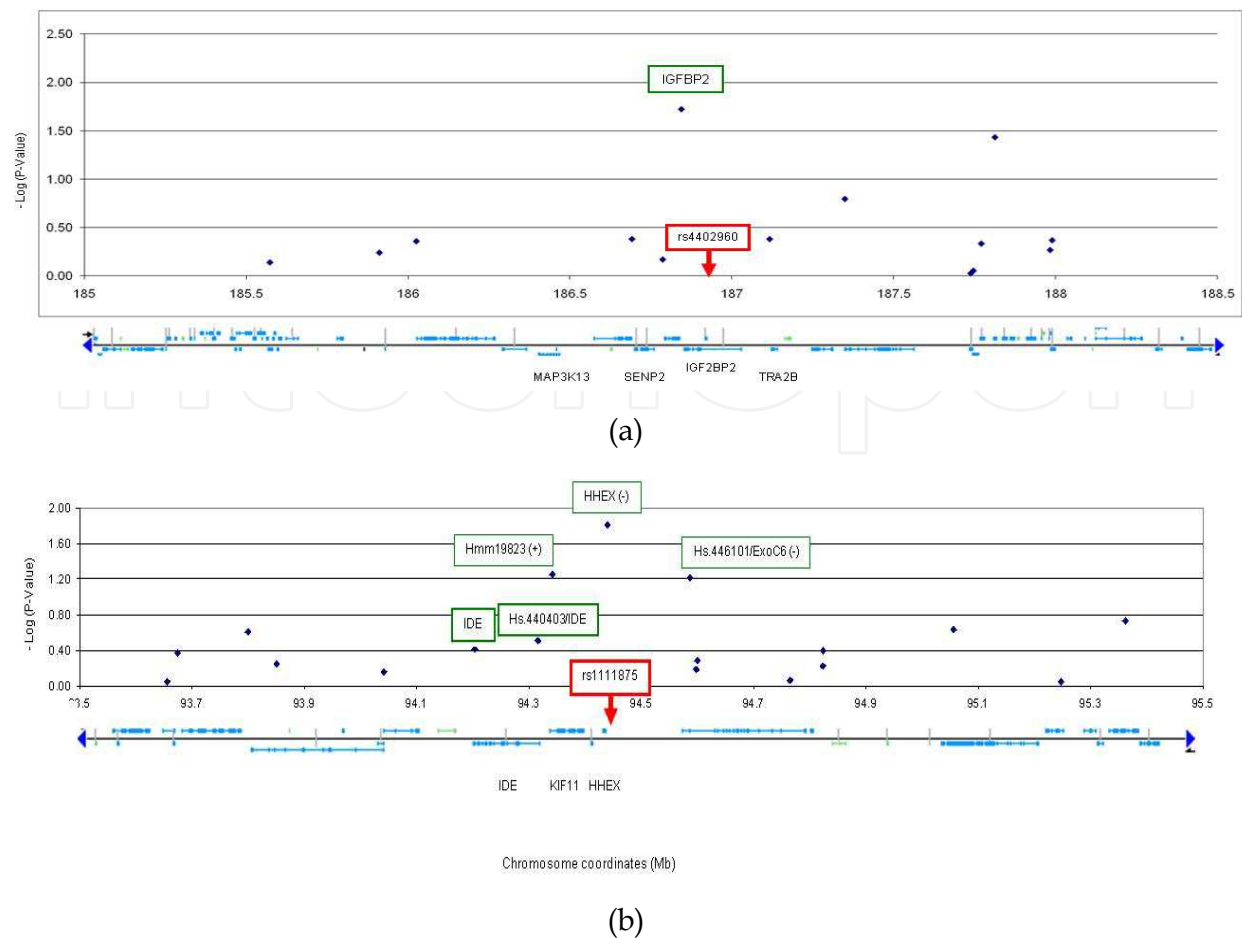 2.50
IGFBP2
2.00
1.50
- Log (P-Value)
1.00
0.50
rs4402960
0.00
185 185.5 186 186.5 187 187.5 188 188.5
MAP3K13 SENP2 IGF2BP2 TRA2B
intechopen
(a)
HHEX (-)
2.00
1.60
Hmm19823 (+) Hs.446101/ExoC6 (-)
1.20
- Log (P-Value)
0.80
IDE Hs.440403/IDE
0.40
rs1111875
0.00
93.7 93.9 94.1 94.3 94.5 94.7 94.9 95.1 95.3 95.5
IDE KIF11 HHEX
Chromosome coordinates (Mb)
(b)